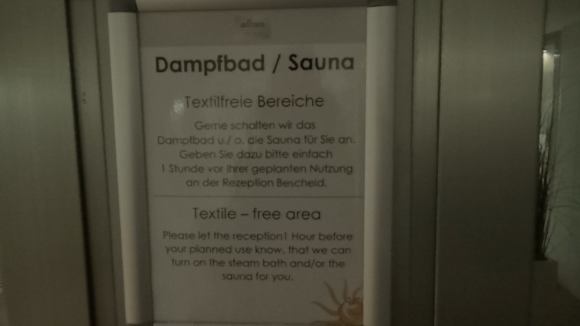 Dampfbad / Sauna
Textilfreie Bereiche
Gerne schalten wir das
Dampfbad u./ o. die Sauna für Sie an.
Geben Sie dazu bitte einfach
1 Stunde vor Ihrer geplanten Nutzung
an der Rezeption Bescheid.
Textile – free area
Please let the reception1 Hour before
your planned use know, that we can
turn on the steam bath and/or the
sauna for you.